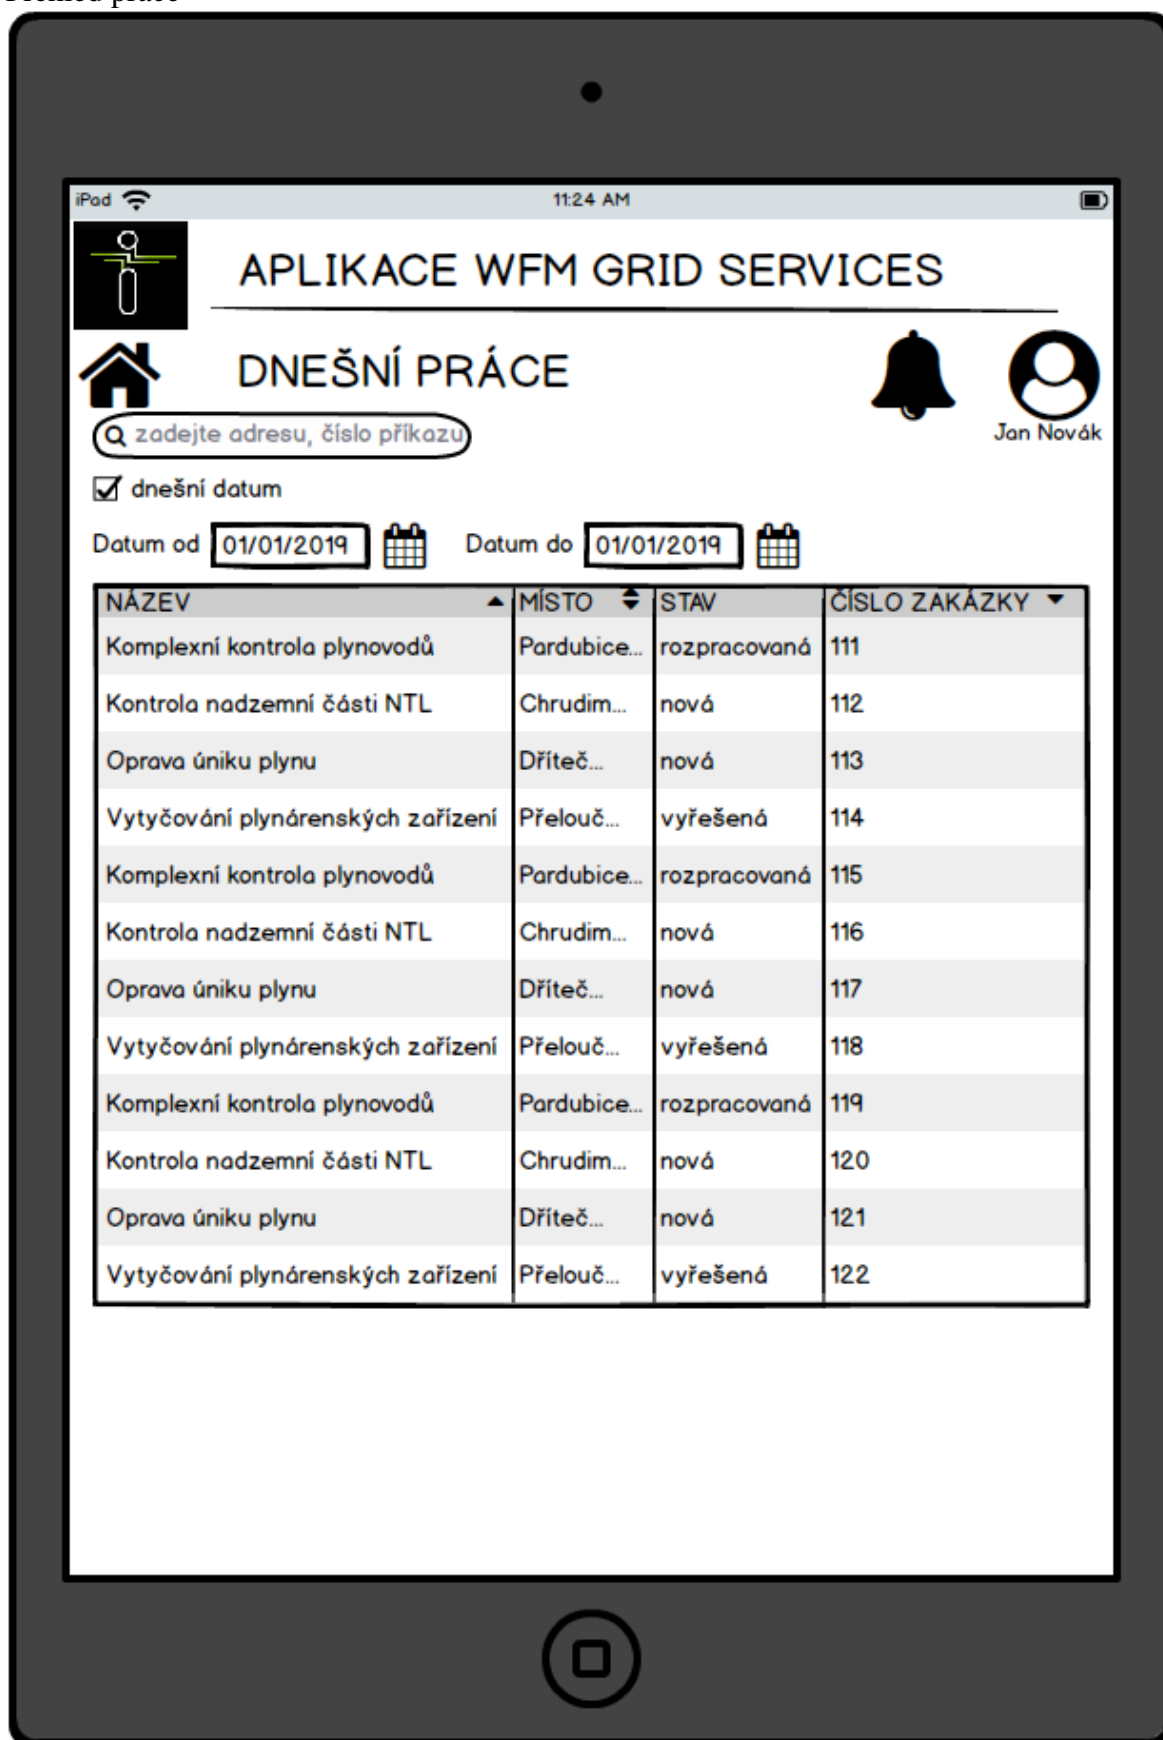 Přehled práce
iPad 11:24 AM
APLIKACE WFM GRID SERVICES
DNEŠNÍ PRÁCE
zadejte adresu, číslo příkazu
Jan Novák
dnešní datum
Datum od 01/01/2019 Datum do 01/01/2019
NÁZEV MÍSTO STAV ČÍSLO ZAKÁZKY
Komplexní kontrola plynovodů Pardubice... rozpracovaná 111
Kontrola nadzemní části NTL Chrudim... nová 112
Oprava úniku plynu Dříteč... nová 113
Vytyčování plynárenských zařízení Přelouč... vyřešená 114
Komplexní kontrola plynovodů Pardubice... rozpracovaná 115
Kontrola nadzemní části NTL Chrudim... nová 116
Oprava úniku plynu Dříteč... nová 117
Vytyčování plynárenských zařízení Přelouč... vyřešená 118
Komplexní kontrola plynovodů Pardubice... rozpracovaná 119
Kontrola nadzemní části NTL Chrudim... nová 120
Oprava úniku plynu Dříteč... nová 121
Vytyčování plynárenských zařízení Přelouč... vyřešená 122